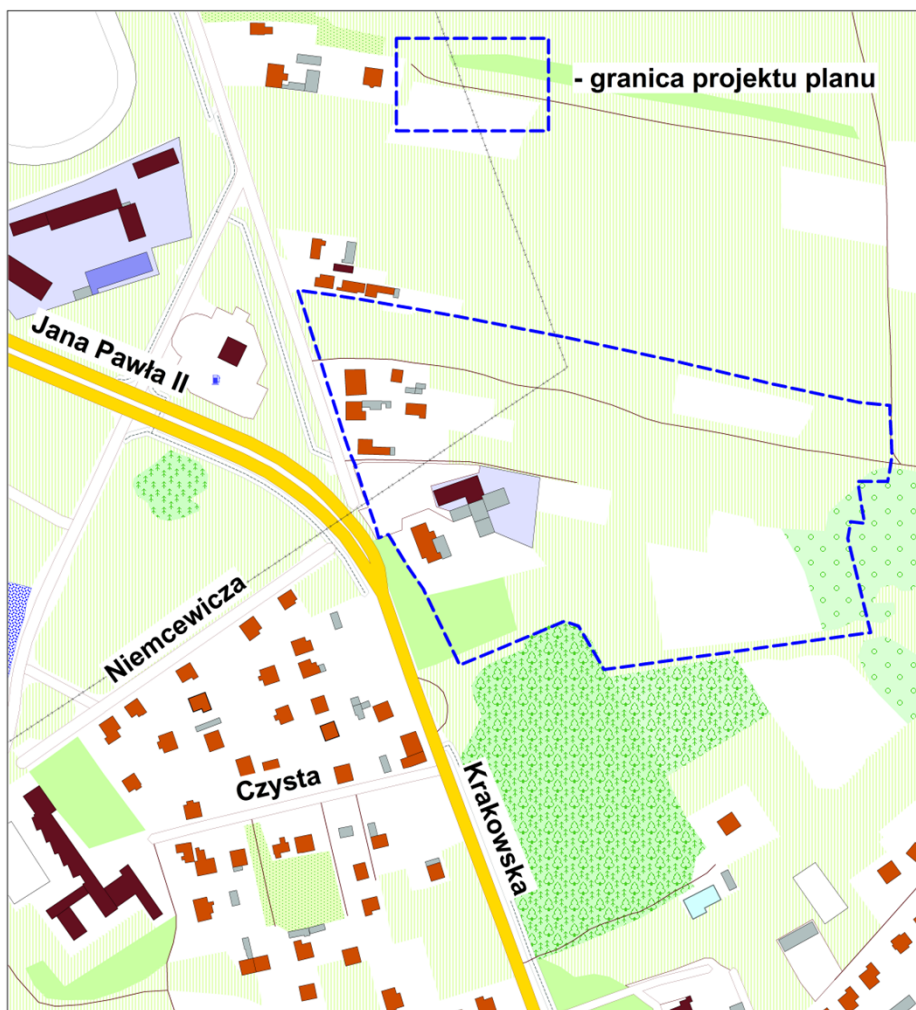 - granica projektu planu
Jana Pawła II
Niemcewicza
Czysta
Krakowska